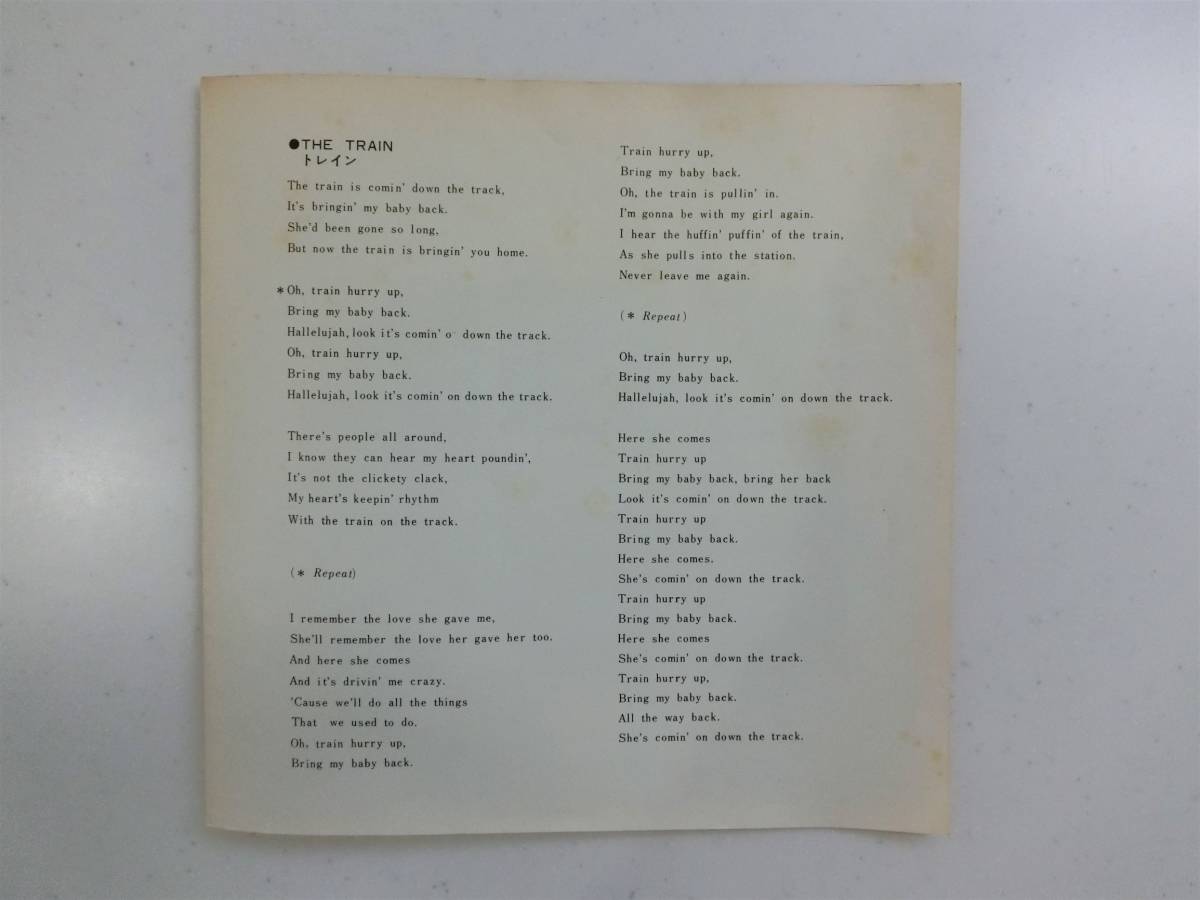 ●THE TRAIN
トレイン
The train is comin' down the track,
It's bringin' my baby back.
She'd been gone so long,
But now the train is bringin' you home.
*Oh, train hurry up,
Bring my baby back.
Hallelujah, look it's comin' o down the track.
Oh, train hurry up,
Bring my baby back.
Hallelujah, look it's comin' on down the track.
There's people all around,
I know they can hear my heart poundin',
It's not the clickety clack,
My heart's keepin' rhythm
With the train on the track.
(* Repeat)
I remember the love she gave me,
She'll remember the love her gave her too.
And here she comes
And it's drivin' me crazy.
'Cause we'll do all the things
That we used to do.
Oh, train hurry up,
Bring my baby back.
Train hurry up,
Bring my baby back.
Oh, the train is pullin' in.
I'm gonna be with my girl again.
I hear the huffin' puffin' of the train,
As she pulls into the station.
Never leave me again.
(* Repeat)
Oh, train hurry up,
Bring my baby back.
Hallelujah, look it's comin' on down the track.
Here she comes
Train hurry up
Bring my baby back, bring her back
Look it's comin' on down the track.
Train hurry up
Bring my baby back.
Here she comes.
She's comin' on down the track.
Train hurry up
Bring my baby back.
Here she comes
She's comin' on down the track.
Train hurry up,
Bring my baby back.
All the way back.
She's comin' on down the track.